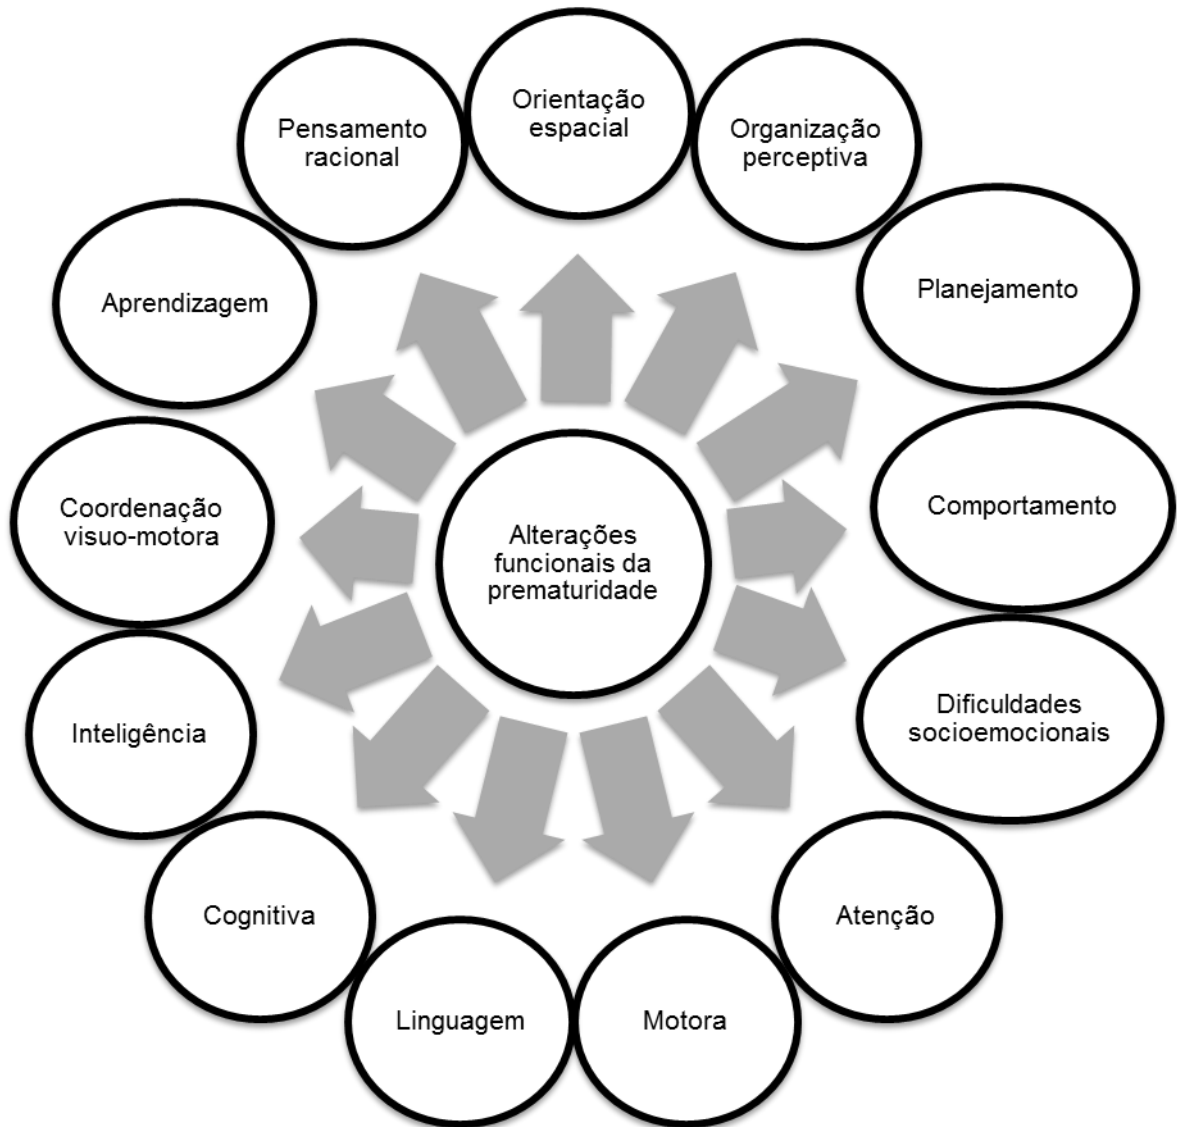 Orientação
espacial
Organização
perceptiva
Planejamento
Comportamento
Dificuldades
socioemocionais
Atenção
Motora
Linguagem
Cognitiva
Inteligência
Coordenação
visuo-motora
Aprendizagem
Pensamento
racional
Alterações
funcionais da
prematuridade